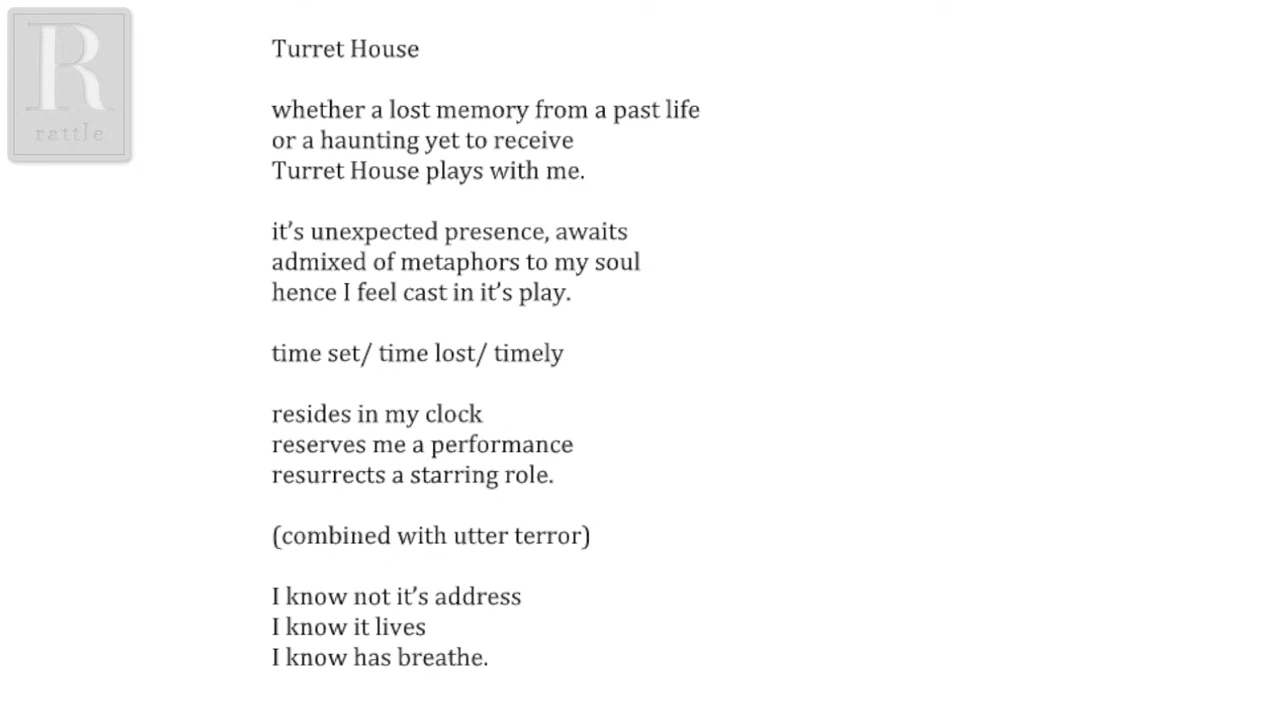 R
rattle
Turret House
whether a lost memory from a past life
or a haunting yet to receive
Turret House plays with me.
it’s unexpected presence, awaits
admixed of metaphors to my soul
hence I feel cast in it’s play.
time set/ time lost/ timely
resides in my clock
reserves me a performance
resurrects a starring role.
(combined with utter terror)
I know not it’s address
I know it lives
I know has breathe.